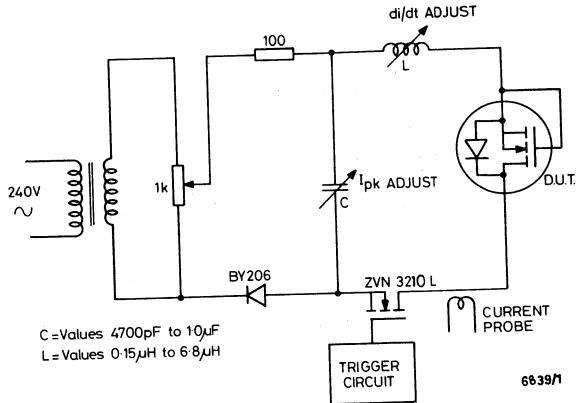 di/dt ADJUST
100
L
240V
1k
Ipk ADJUST
C
D.U.T.
BY206
ZVN 3210 L
C = Values 4700pF to 1·0µF
L = Values 0·15µH to 6·8µH
CURRENT
PROBE
TRIGGER
CIRCUIT
6839/1